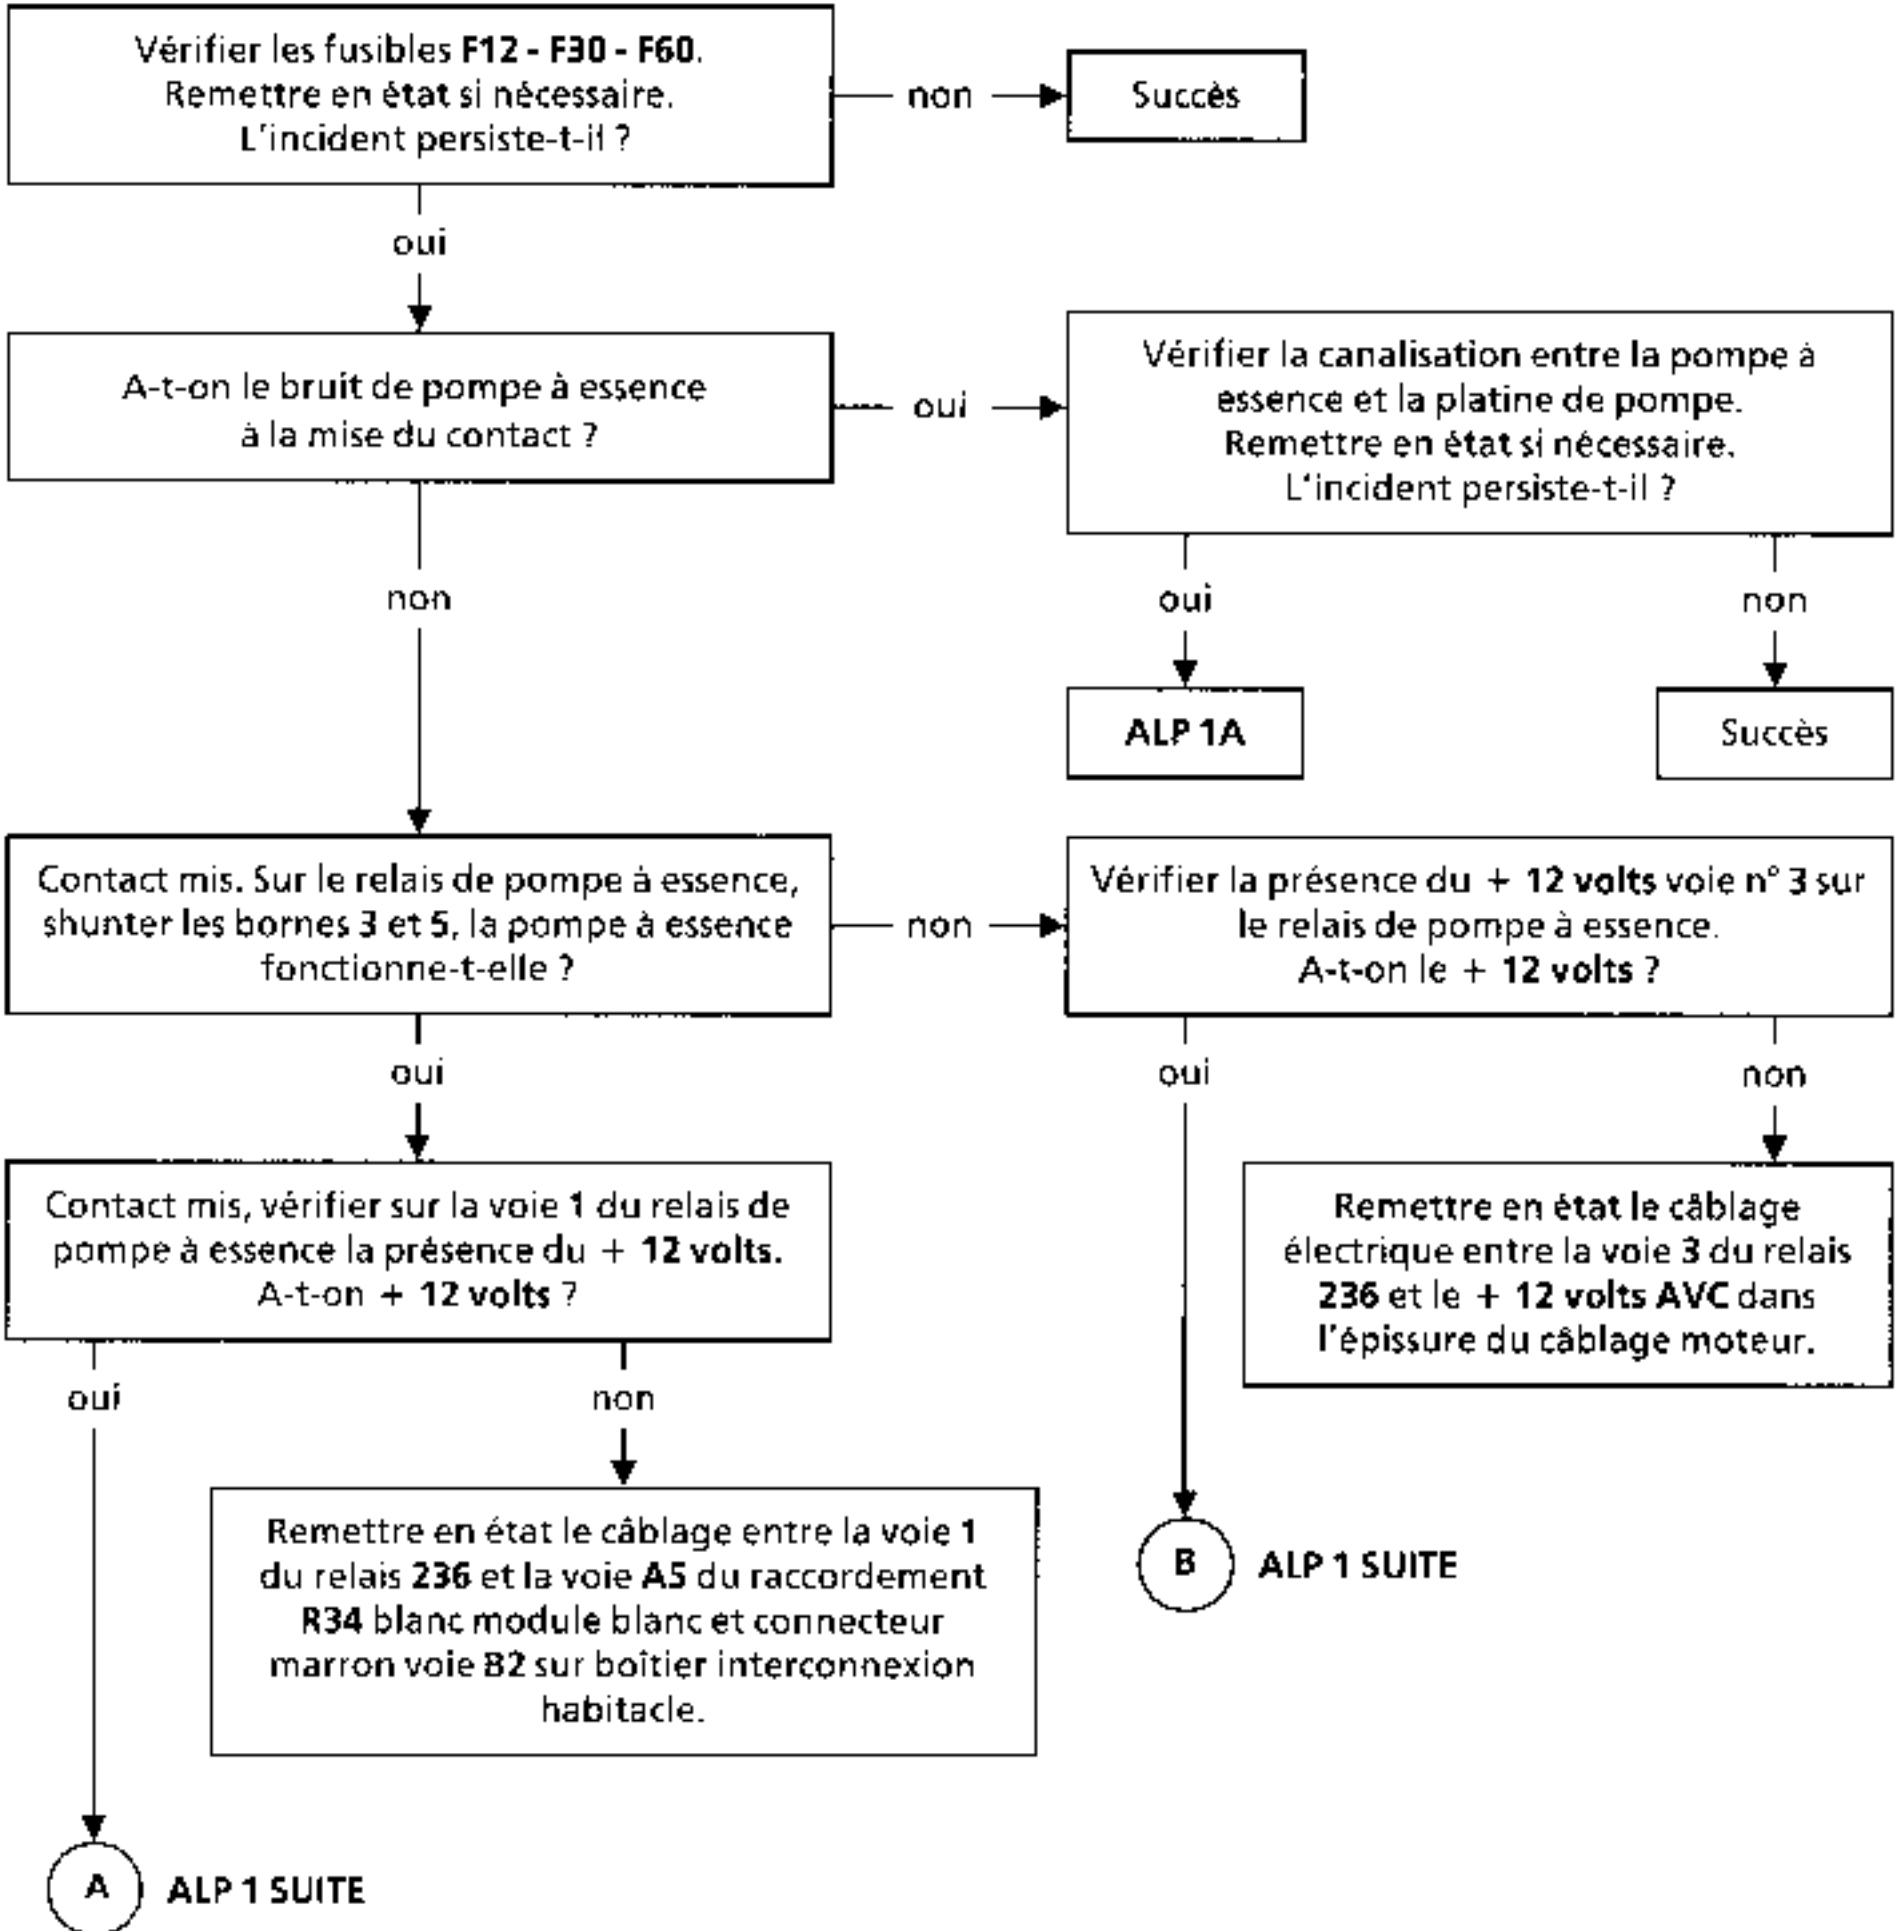 Vérifier les fusibles F12 - F30 - F60.
Remettre en état si nécessaire.
L'incident persiste-t-il ?
non
Succès
oui
A-t-on le bruit de pompe à essence
à la mise du contact ?
oui
Vérifier la canalisation entre la pompe à
essence et la platine de pompe.
Remettre en état si nécessaire.
L'incident persiste-t-il ?
non
oui
non
ALP 1A
Succès
Contact mis. Sur le relais de pompe à essence,
shunter les bornes 3 et 5, la pompe à essence
fonctionne-t-elle ?
non
Vérifier la présence du + 12 volts voie n° 3 sur
le relais de pompe à essence.
A-t-on le + 12 volts ?
oui
oui
non
Contact mis, vérifier sur la voie 1 du relais de
pompe à essence la présence du + 12 volts.
A-t-on + 12 volts ?
Remettre en état le câblage
électrique entre la voie 3 du relais
236 et le + 12 volts AVC dans
l'épissure du câblage moteur.
oui
non
Remettre en état le câblage entre la voie 1
du relais 236 et la voie A5 du raccordement
R34 blanc module blanc et connecteur
marron voie B2 sur boîtier interconnexion
habitacle.
B
ALP 1 SUITE
A
ALP 1 SUITE